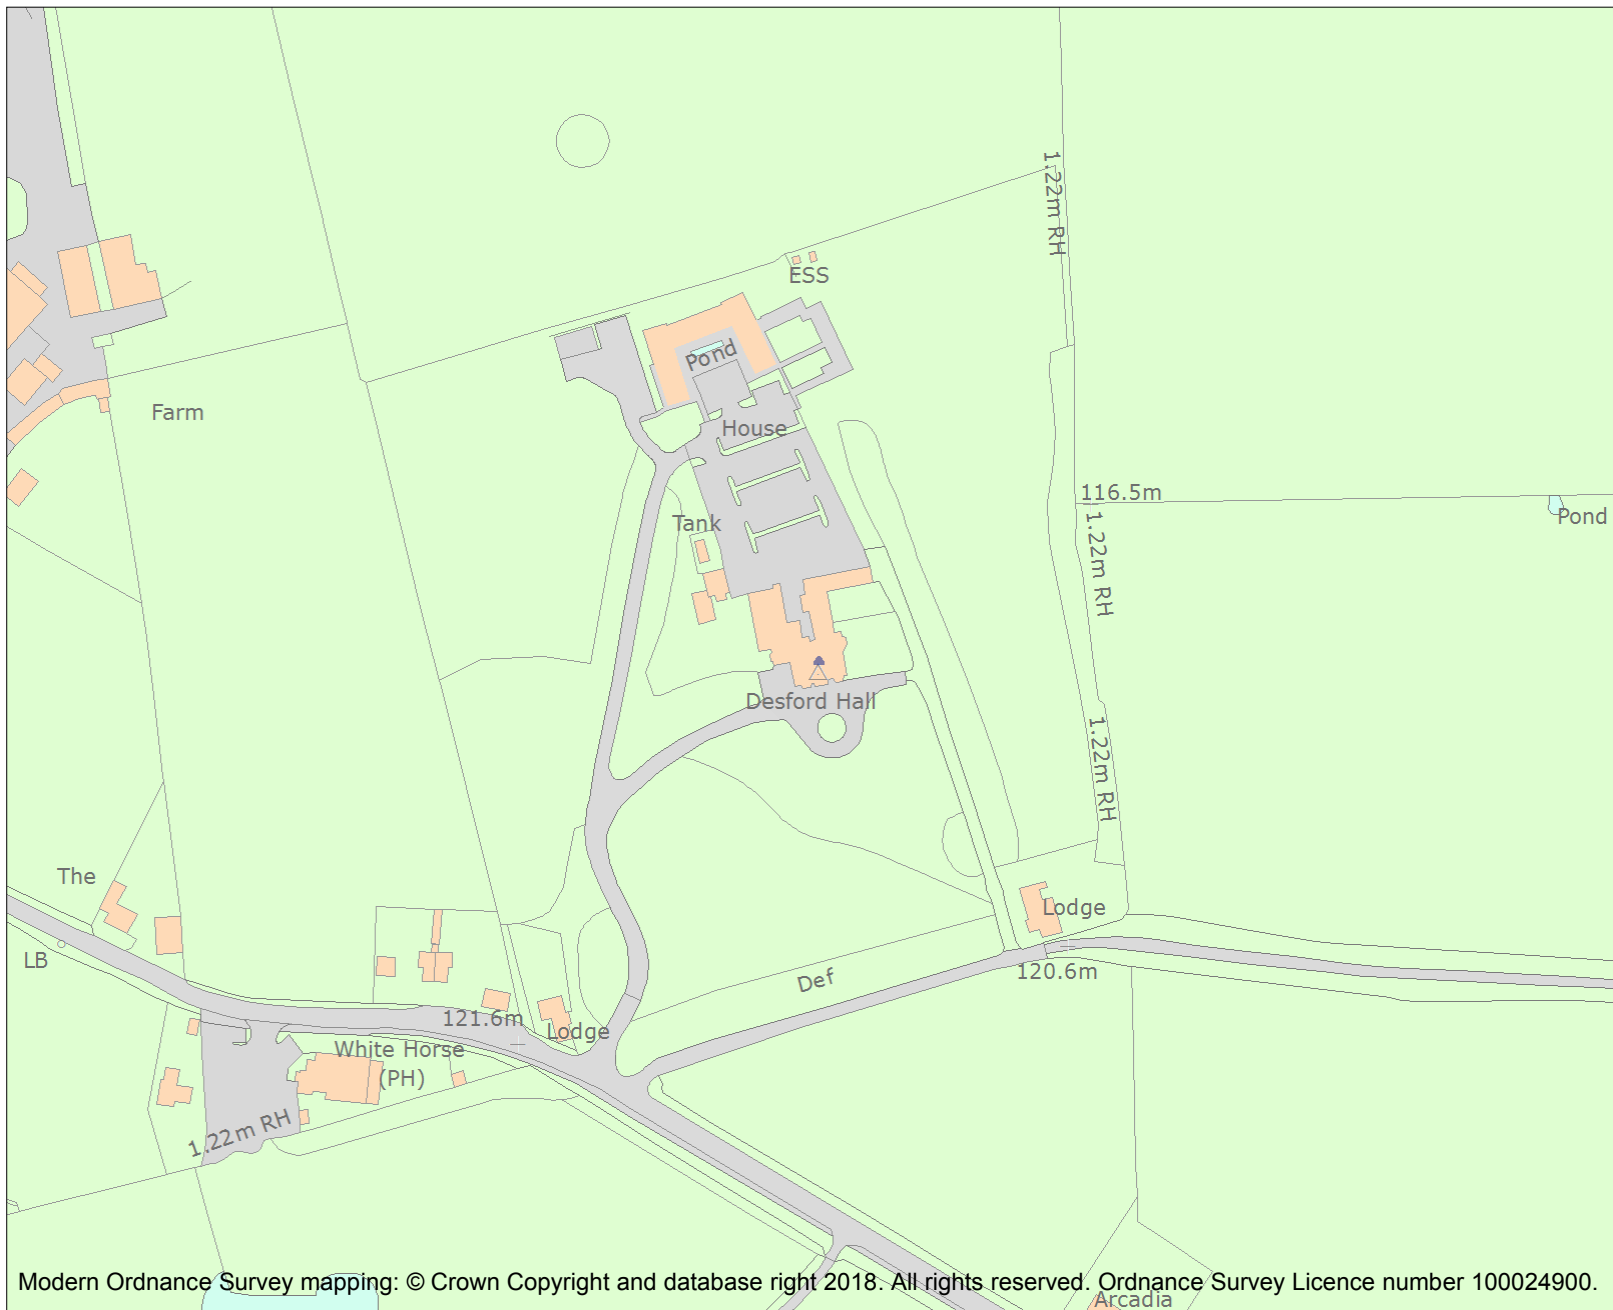 1.22m RH
ESS
Pond
Farm
House
116.5m
Pond
Tank
1.22m RH
Desford Hall
1.22m RH
The
Lodge
LB
120.6m
Def
121.6m
Lodge
White Horse
(PH)
1.22m RH
Modern Ordnance Survey mapping: © Crown Copyright and database right 2018. All rights reserved. Ordnance Survey Licence number 100024900.
Arcadia